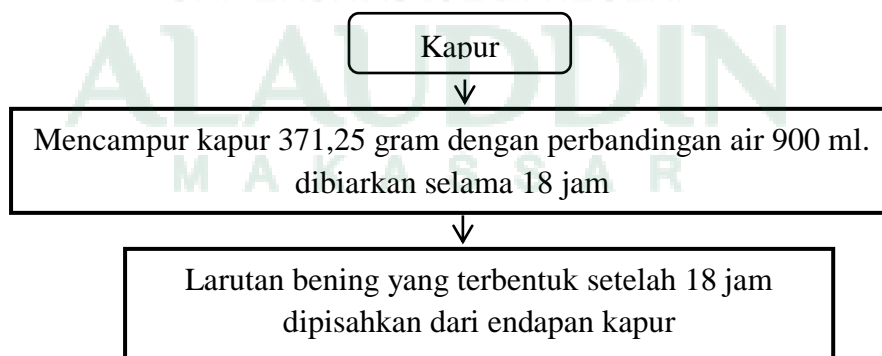 ALAUDDIN
Kapur
Mencampur kapur 371,25 gram dengan perbandingan air 900 ml.
dibiarkan selama 18 jam
MAKASSAR
Larutan bening yang terbentuk setelah 18 jam
dipisahkan dari endapan kapur